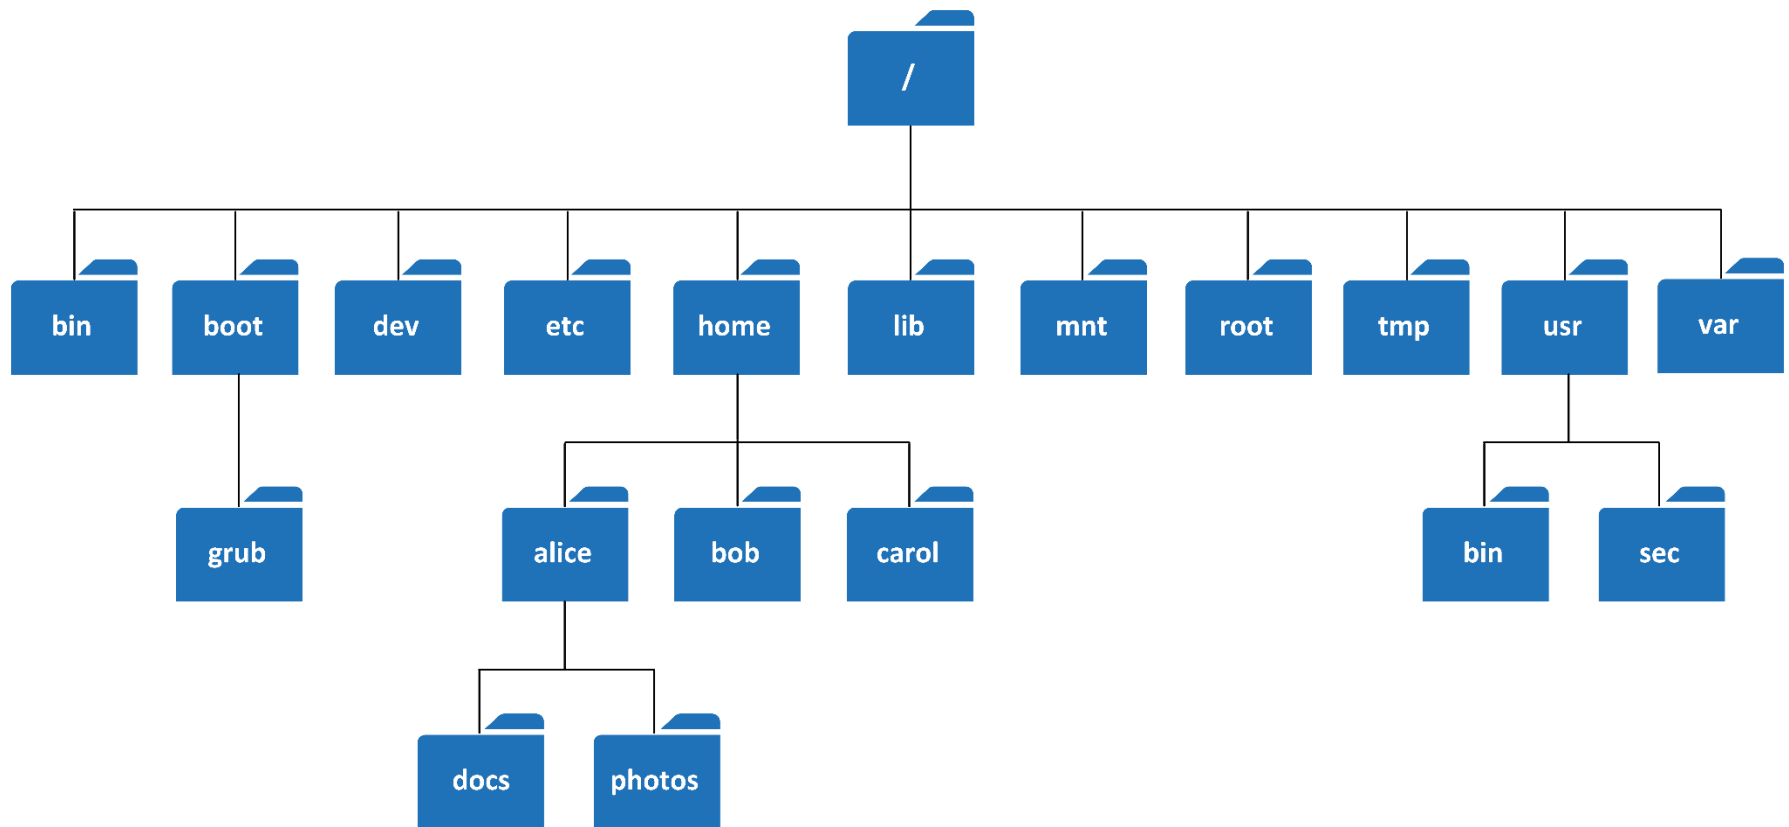 /
bin
boot
dev
etc
home
lib
mnt
root
tmp
usr
var
grub
alice
bob
carol
bin
sec
docs
photos